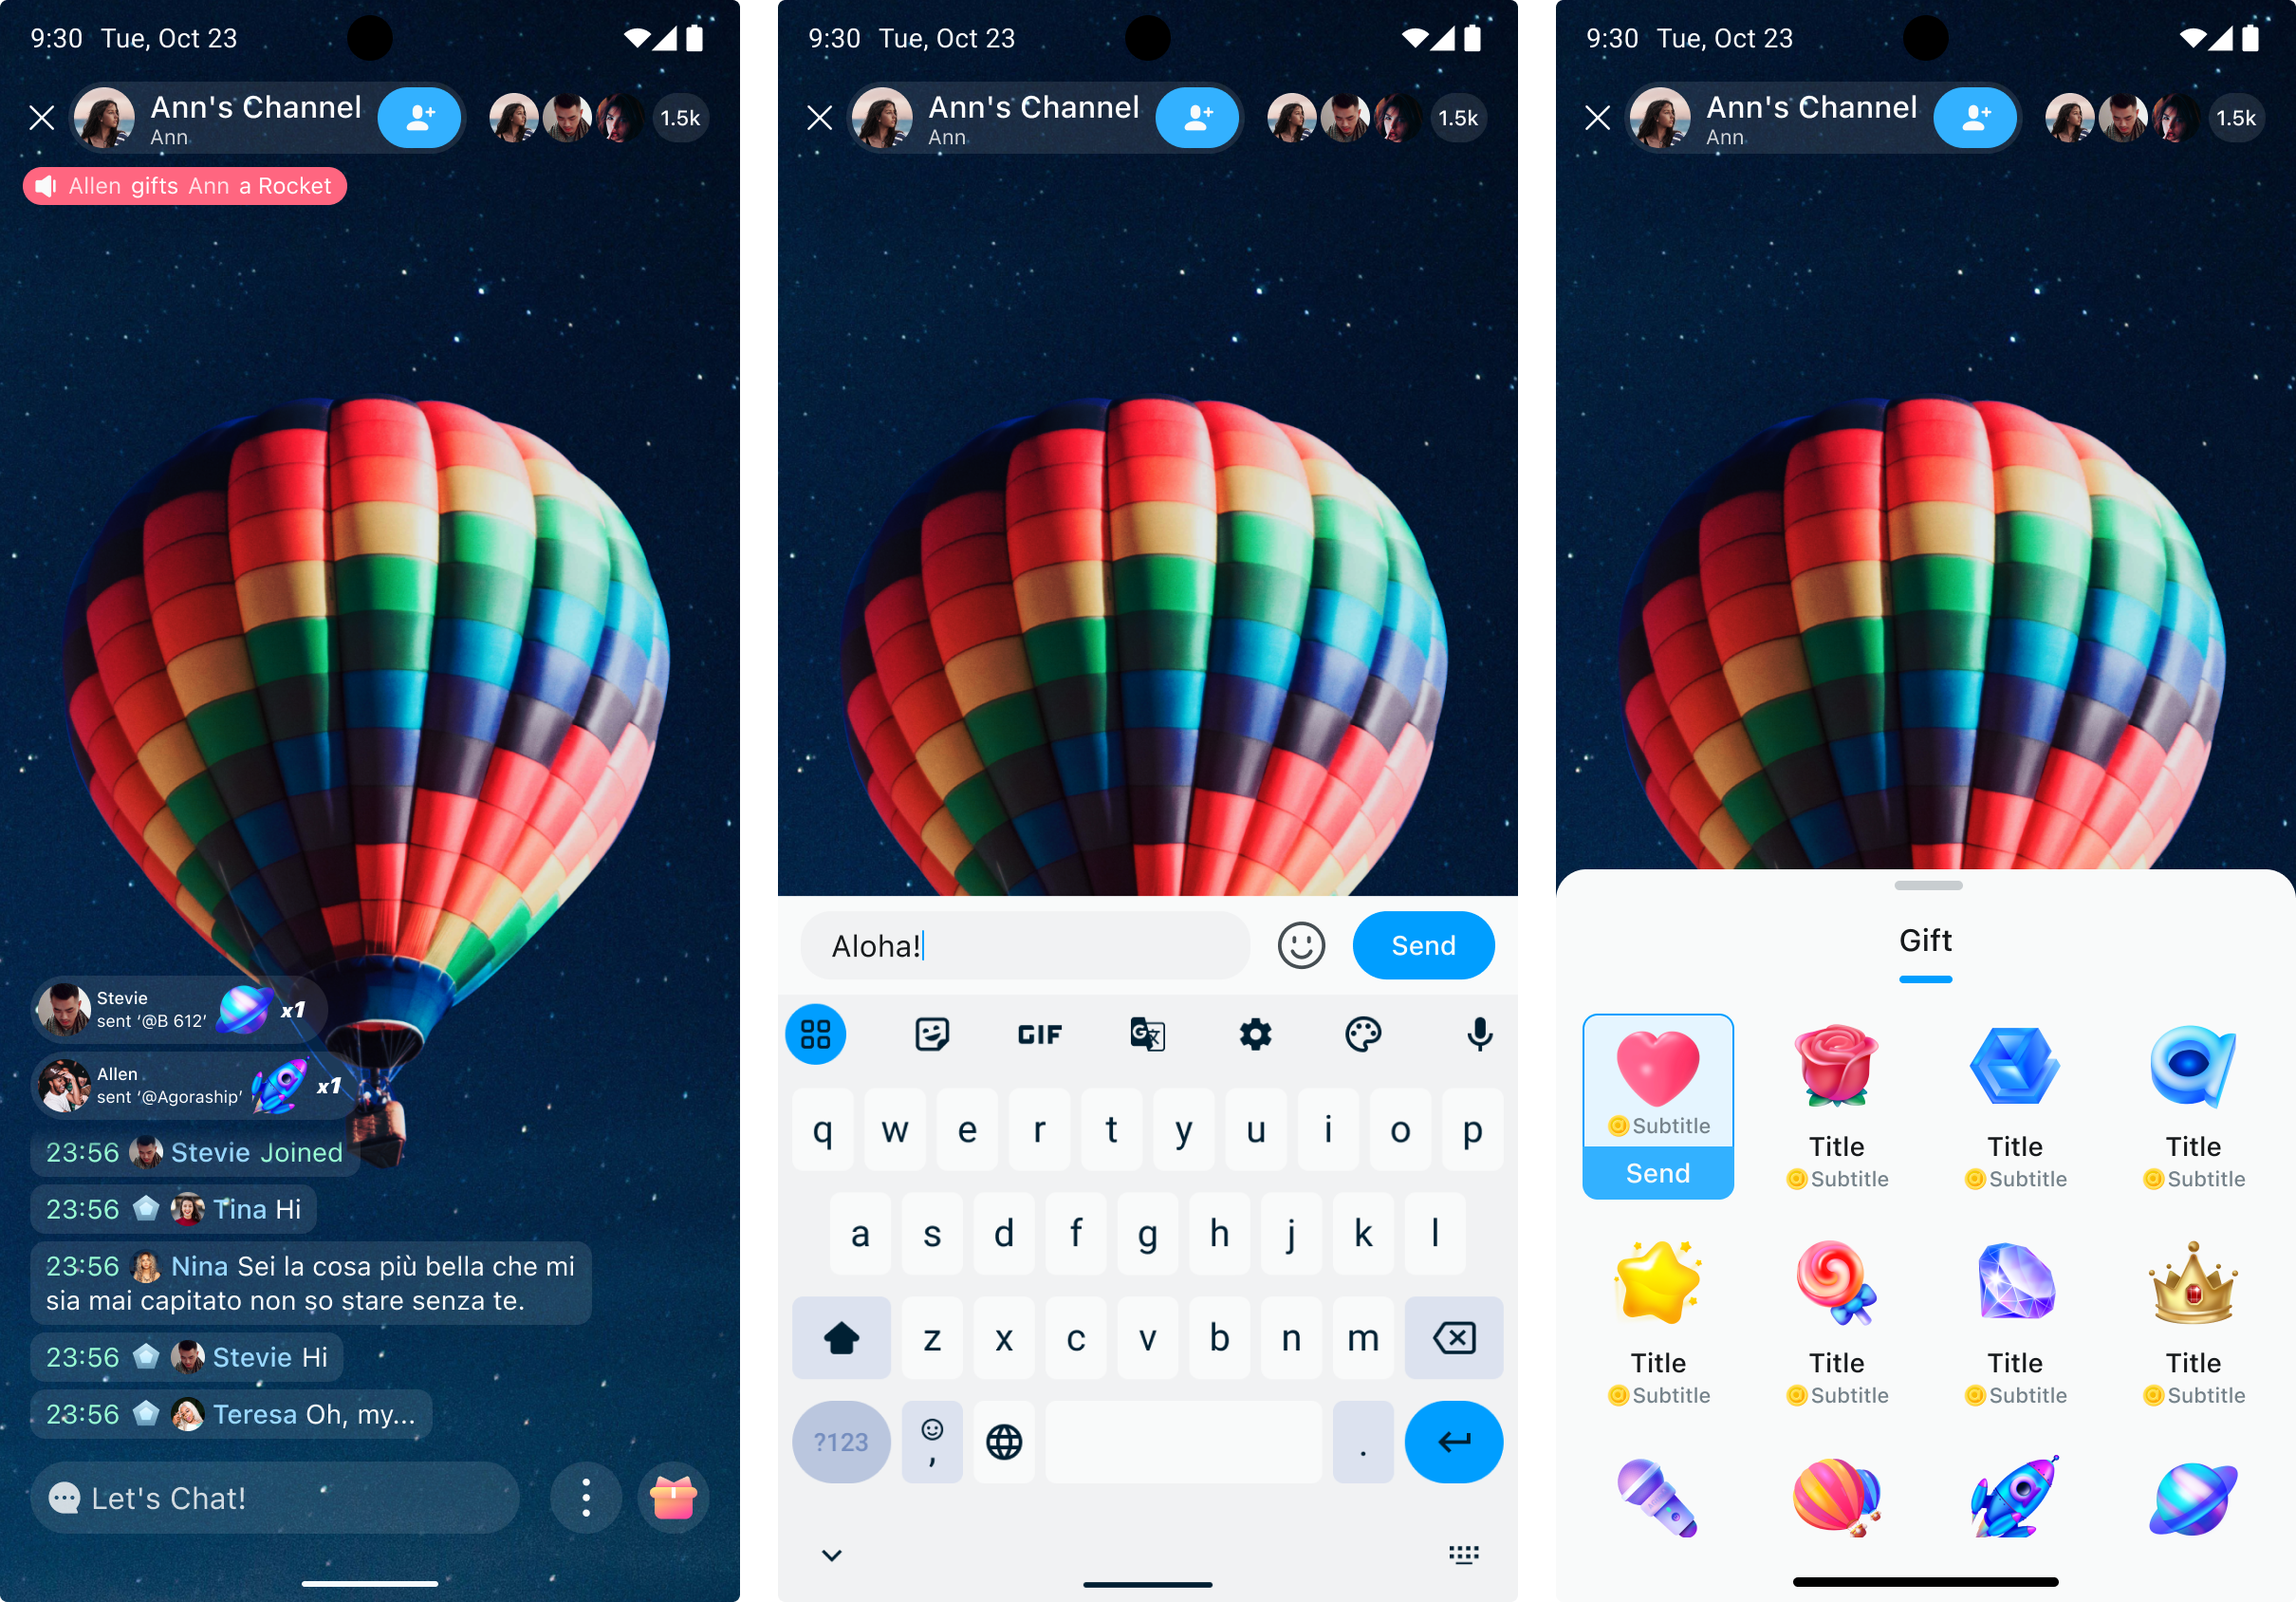 9:30 Tue, Oct 23
Ann's Channel
Ann
1.5k
Allen gifts Ann a Rocket
Stevie
sent ‘@B 612’
x1
Allen
sent ‘@Agoraship’
x1
23:56 Stevie Joined
23:56 Tina Hi
23:56 Nina Sei la cosa più bella che mi
sia mai capitato non so stare senza te.
23:56 Stevie Hi
23:56 Teresa Oh, my...
Let's Chat!
9:30 Tue, Oct 23
Ann's Channel
Ann
1.5k
Aloha!
Send
GIF
G
q w e r t y u i o p
a s d f g h j k l
z x c v b n m
?123 , .
9:30 Tue, Oct 23
Ann's Channel
Ann
1.5k
Gift
Subtitle
Send
Title Title Title
Subtitle Subtitle Subtitle
Title Title Title Title
Subtitle Subtitle Subtitle Subtitle